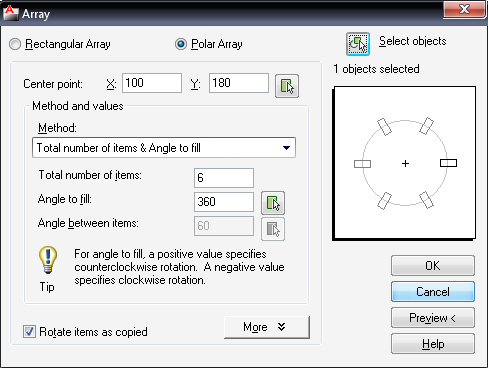 Array
Rectangular Array
Polar Array
Select objects
1 objects selected
Center point: X: 100 Y: 180
Method and values
Method:
Total number of items & Angle to fill
Total number of items: 6
Angle to fill: 360
Angle between items: 60
Tip
For angle to fill, a positive value specifies
counterclockwise rotation. A negative value
specifies clockwise rotation.
Rotate items as copied
More
OK
Cancel
Preview <
Help